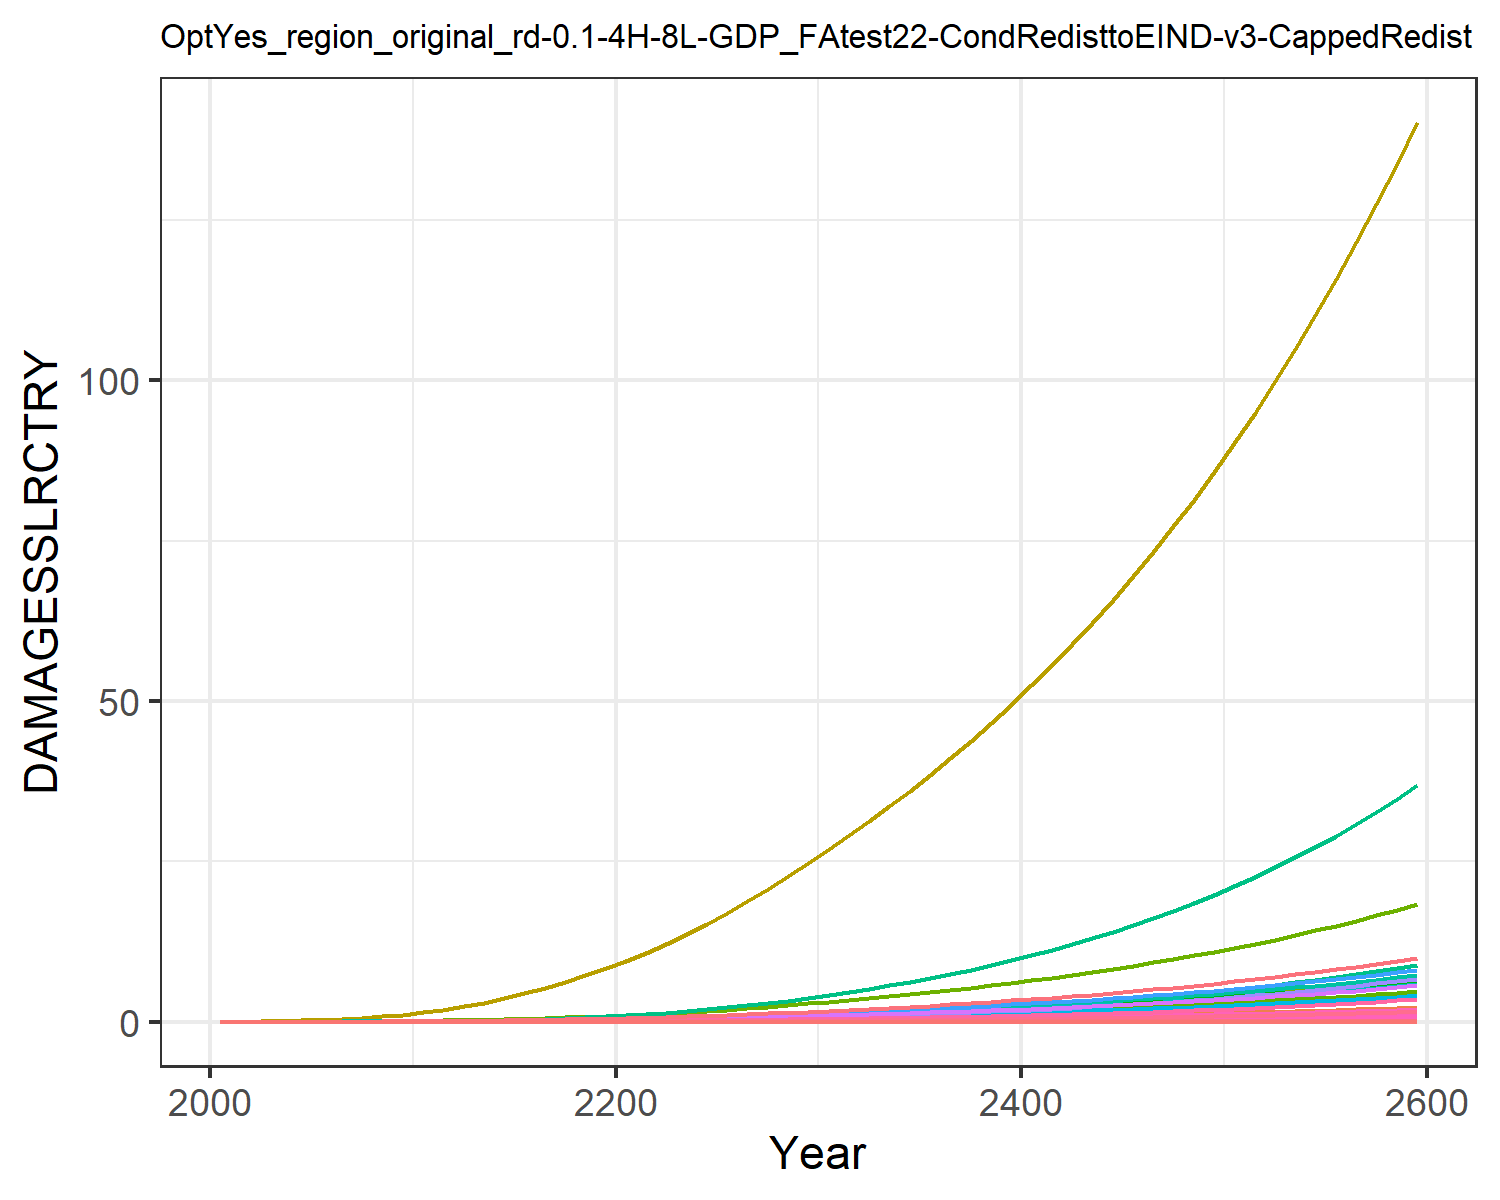 OptYes_region_original_rd-0.1-4H-8L-GDP_FAtest22-CondRedisttoEIND-v3-CappedRedist
DAMAGESSLRCTRY
100
50
0
2000 2200 2400 2600
Year